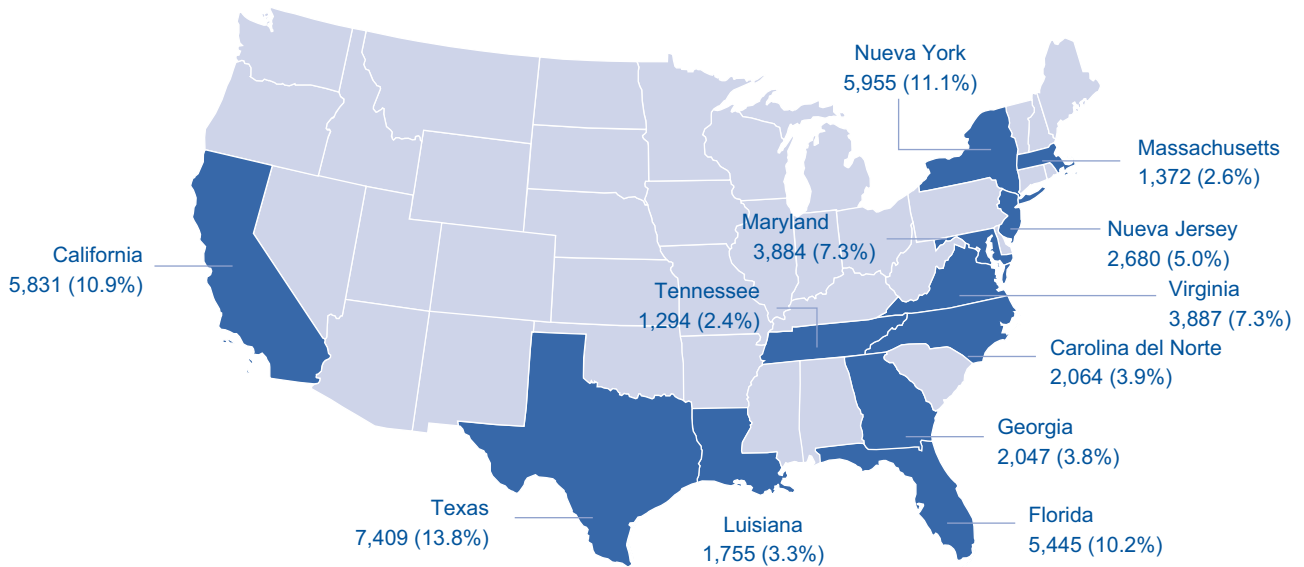 Nueva York
5,955 (11.1%)
Massachusetts
1,372 (2.6%)
Maryland
3,884 (7.3%)
Nueva Jersey
2,680 (5.0%)
California
5,831 (10.9%)
Tennessee
1,294 (2.4%)
Virginia
3,887 (7.3%)
Carolina del Norte
2,064 (3.9%)
Georgia
2,047 (3.8%)
Texas
7,409 (13.8%)
Luisiana
1,755 (3.3%)
Florida
5,445 (10.2%)